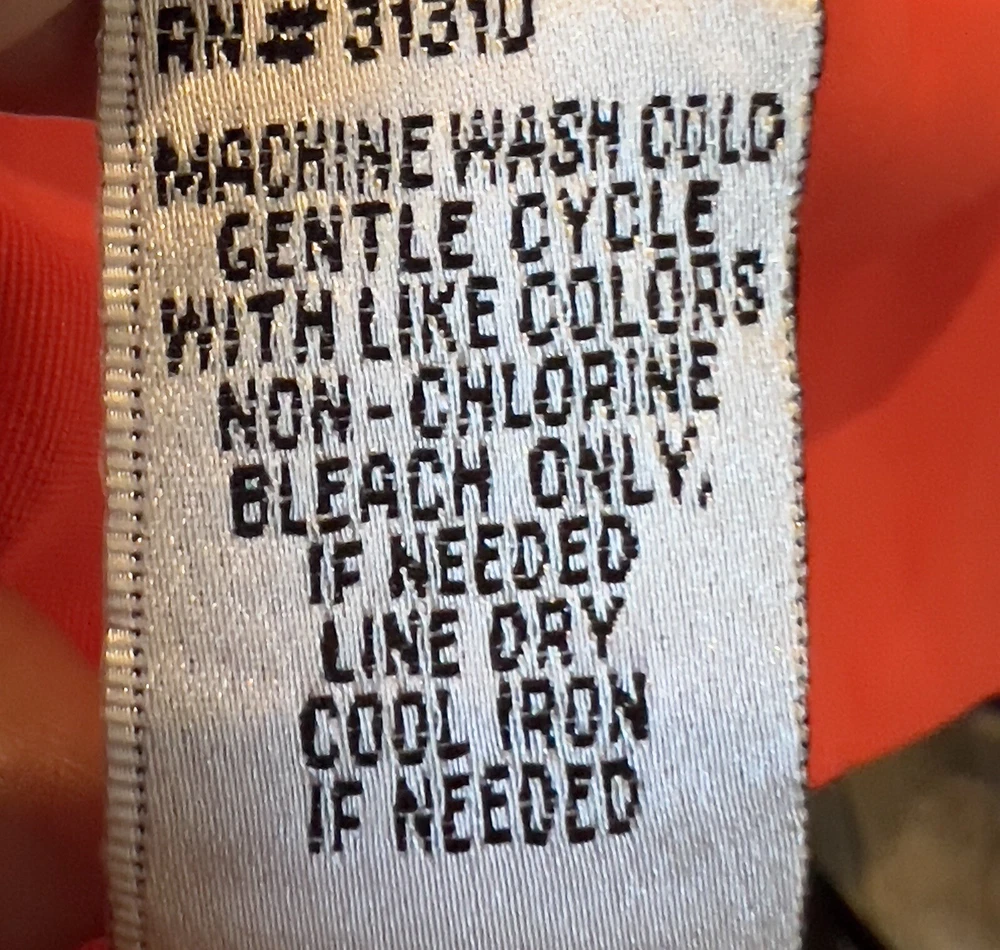 RN# 31310
MACHINE WASH COLD
GENTLE CYCLE
WITH LIKE COLORS
NON-CHLORINE
BLEACH ONLY,
IF NEEDED
LINE DRY
COOL IRON
IF NEEDED